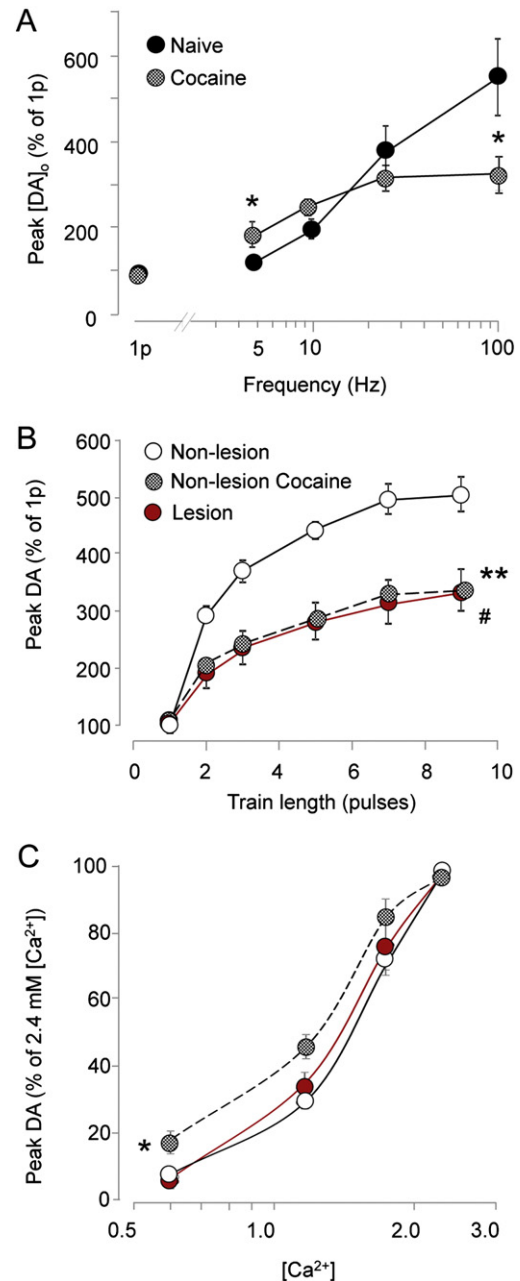 A
Naive
Cocaine
Peak [DA]ₒ (% of 1p)
600
400
200
0
*
*
1p
5
10
100
Frequency (Hz)
B
Non-lesion
Non-lesion Cocaine
Lesion
Peak DA (% of 1p)
600
500
400
300
200
100
**
#
0
2
4
6
8
10
Train length (pulses)
C
Peak DA (% of 2.4 mM [Ca²⁺])
100
80
60
40
20
0
*
0.5
1.0
2.0
3.0
[Ca²⁺]